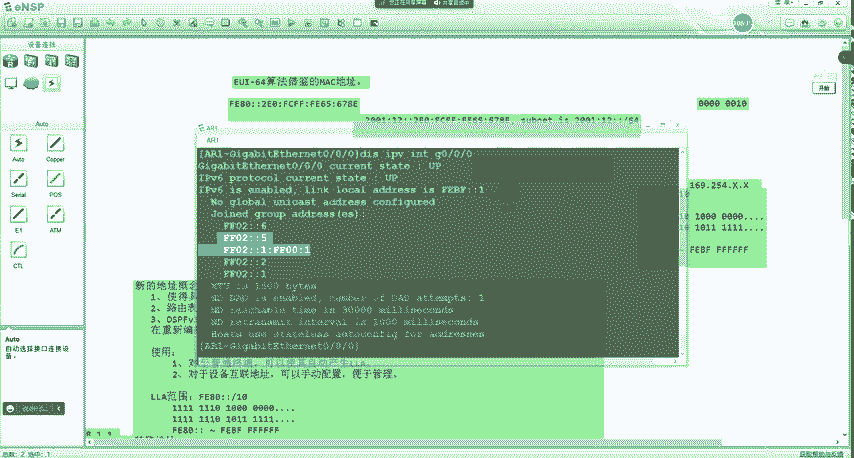 eNSP
设备连线
EUI-64算法借鉴的MAC地址。
FE80::2E0:FCFF:FE65:678E
0000 0010
2001:12::2E0:FCFF:FE65:678E, subnet is 2001:12::/64
AR1
AR1
[AR1-GigabitEthernet0/0/0]dis ipv int g0/0/0
GigabitEthernet0/0/0 current state : UP
IPv6 protocol current state : UP
IPv6 is enabled, link-local address is FEBF::1
No global unicast address configured
Joined group address(es):
FF02::6
FF02::5
FF02::1:FF00:1
FF02::2
FF02::1
MTU is 1500 bytes
ND DAD is enabled, number of DAD attempts: 1
ND reachable time is 30000 milliseconds
ND retransmit interval is 1000 milliseconds
Hosts use stateless autoconfig for addresses
[AR1-GigabitEthernet0/0/0]
169.254.X.X
1000 0000....
1011 1111....
FEBF FFFFFF
Auto
Auto
Copper
Serial
POS
E1
ATM
CTL
Auto
自动选择接口连接设备。
新的地址概念
1、使得具
2、路由表
3、OSPFv
在重新编
使用:
2、对于设备互联地址，可以手动配置，便于管理。
LLA范围: FE80::/10
1111 1110 1000 0000....
1111 1110 1011 1111....
FE80:: ~ FEBF FFFFFF
总数: 2 选中: 1
获取帮助与反馈